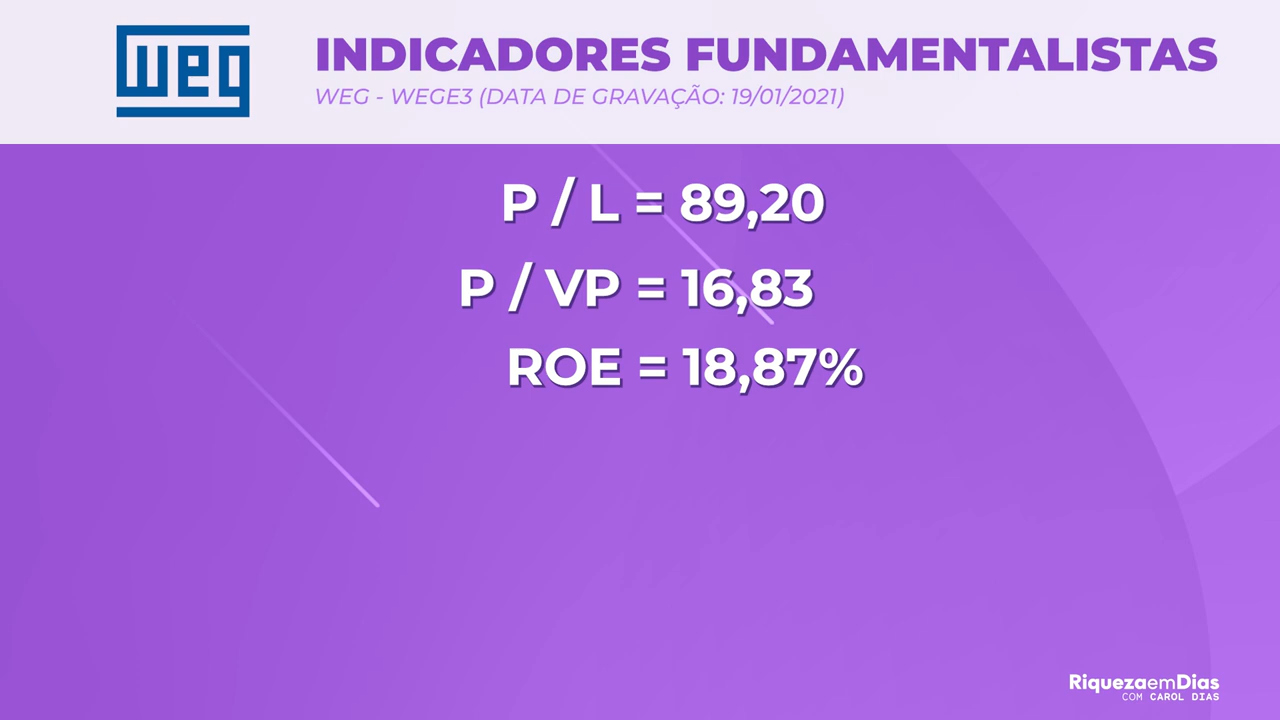 weg
INDICADORES FUNDAMENTALISTAS
WEG - WEGE3 (DATA DE GRAVAÇÃO: 19/01/2021)
P / L = 89,20
P / VP = 16,83
ROE = 18,87%
RiquezaemDias
COM CAROL DIAS